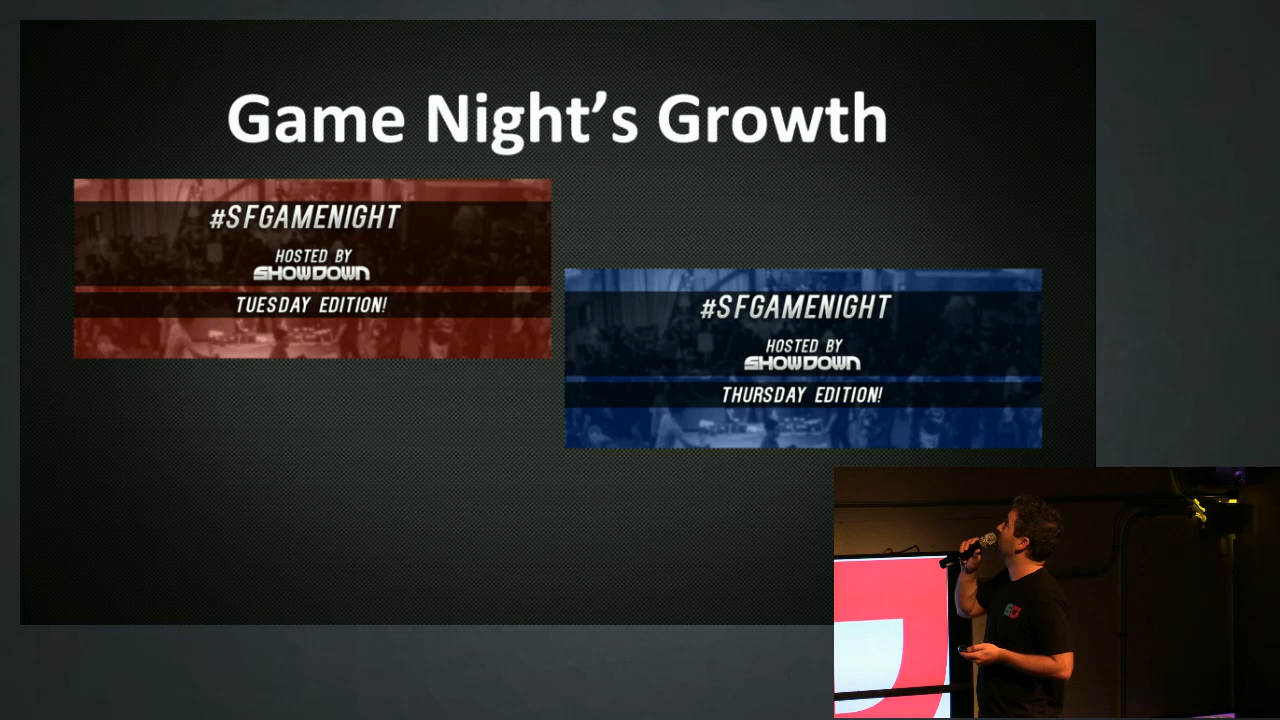 Game Night’s Growth
#SFGAMENIGHT
HOSTED BY
SHOWDOWN
TUESDAY EDITION!
#SFGAMENIGHT
HOSTED BY
SHOWDOWN
THURSDAY EDITION!